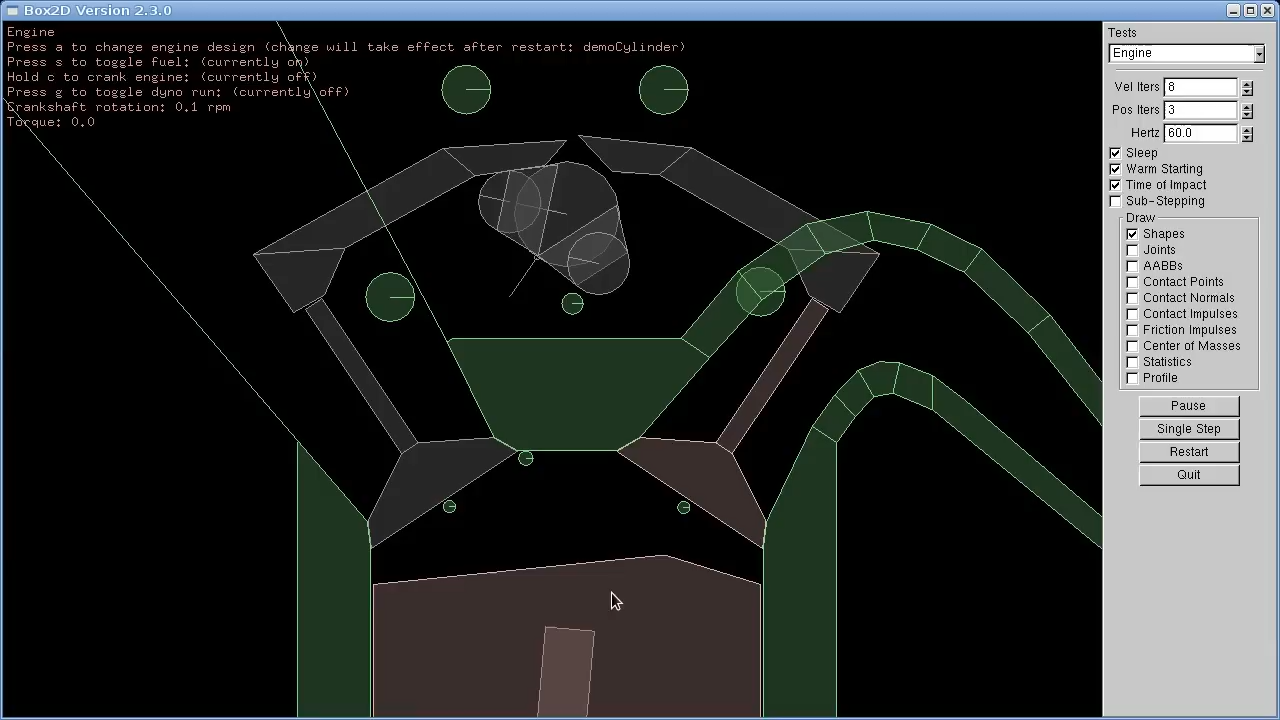 Box2D Version 2.3.0
Engine
Press a to change engine design (change will take effect after restart: demoCylinder)
Press s to toggle fuel: (currently on)
Hold c to crank engine: (currently off)
Press g to toggle dyno run: (currently off)
Crankshaft rotation: 0.1 rpm
Torque: 0.0
Tests
Engine
Vel Iters 8
Pos Iters 3
Hertz 60.0
Sleep
Warm Starting
Time of Impact
Sub-Stepping
Draw
Shapes
Joints
AABBs
Contact Points
Contact Normals
Contact Impulses
Friction Impulses
Center of Masses
Statistics
Profile
Pause
Single Step
Restart
Quit